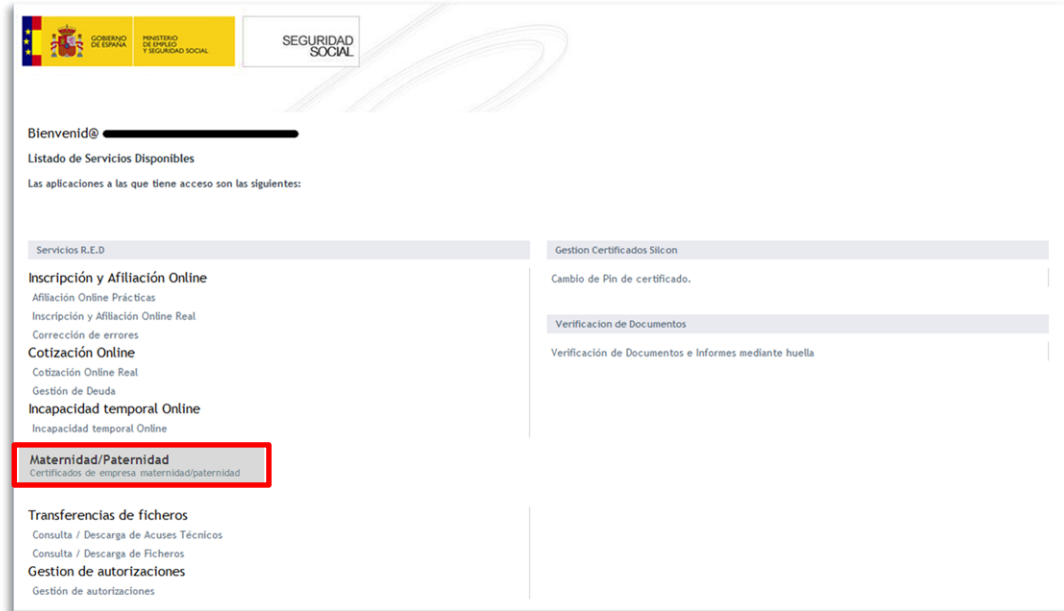 GOBIERNO
DE ESPAÑA
MINISTERIO
DE EMPLEO
Y SEGURIDAD SOCIAL
SEGURIDAD
SOCIAL
Bienvenid@
Listado de Servicios Disponibles
Las aplicaciones a las que tiene acceso son las siguientes:
Servicios R.E.D
Inscripción y Afiliación Online
Afiliación Online Prácticas
Inscripción y Afiliación Online Real
Corrección de errores
Cotización Online
Cotización Online Real
Gestión de Deuda
Incapacidad temporal Online
Incapacidad temporal Online
Maternidad/Paternidad
Certificados de empresa maternidad/paternidad
Transferencias de ficheros
Consulta / Descarga de Acuses Técnicos
Consulta / Descarga de Ficheros
Gestion de autorizaciones
Gestión de autorizaciones
Gestion Certificados Silcon
Cambio de Pin de certificado.
Verificacion de Documentos
Verificación de Documentos e Informes mediante huella